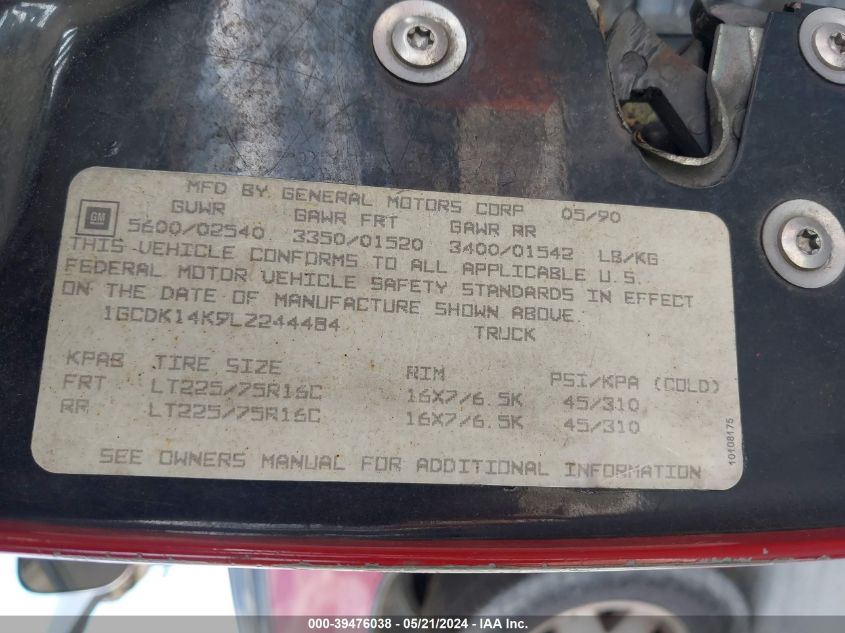 MFD BY GENERAL MOTORS CORP 05/90
GM
GVWR GAWR FRT GAWR RR
5600/02540 3350/01520 3400/01542 LB/KG
THIS VEHICLE CONFORMS TO ALL APPLICABLE U.S.
FEDERAL MOTOR VEHICLE SAFETY STANDARDS IN EFFECT
ON THE DATE OF MANUFACTURE SHOWN ABOVE.
1GCDK14K9LZ244484 TRUCK
KPAB TIRE SIZE RIM PSI/KPA (COLD)
FRT LT225/75R16C 16X7/6.5K 45/310
RR LT225/75R16C 16X7/6.5K 45/310
SEE OWNERS MANUAL FOR ADDITIONAL INFORMATION
10108175
000-39476038 - 05/21/2024 - IAA Inc.